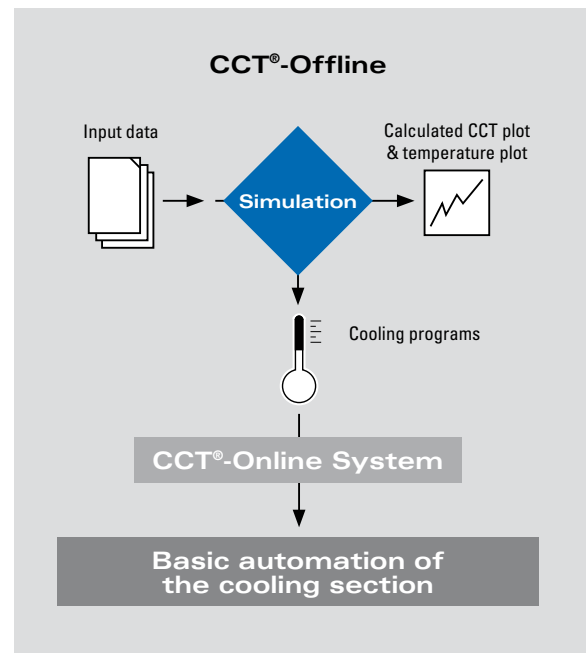 CCT®-Offline
Input data
Calculated CCT plot
& temperature plot
Simulation
Cooling programs
CCT®-Online System
Basic automation of
the cooling section